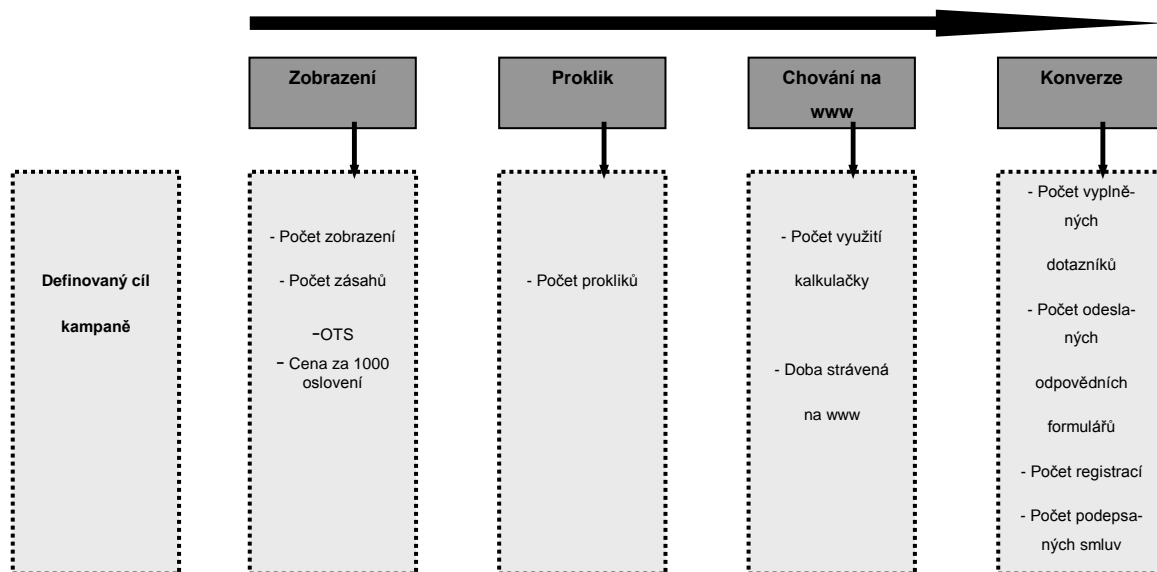 Zobrazení
Proklik
Chování na
www
Konverze
Definovaný cíl
kampaně
- Počet zobrazení
- Počet zásahů
–OTS
– Cena za 1000
oslovení
- Počet prokliků
- Počet využití
kalkulačky
- Doba strávená
na www
- Počet vyplně-
ných
dotazníků
- Počet odesla-
ných
odpovědních
formulářů
- Počet registrací
- Počet podepsa-
ných smluv